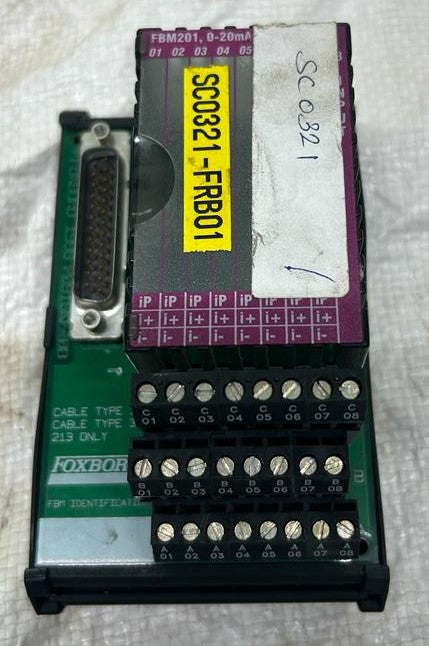 FBM201, 0-20mA
01 02 03 04 05
SC0321-FRB01
SC0321
iP iP iP iP iP iP iP iP
i+ i+ i+ i+ i+ i+ i+ i+
i- i- i- i- i- i- i- i-
C C C C C C C C
01 02 03 04 05 06 07 08
CABLE TYPE
CABLE TYPE 3
213 ONLY
FOXBOR
B B B B B B B B
01 02 03 04 05 06 07 08
B
FBM IDENTIFICATI
A A A A A A A A
01 02 03 04 05 06 07 08